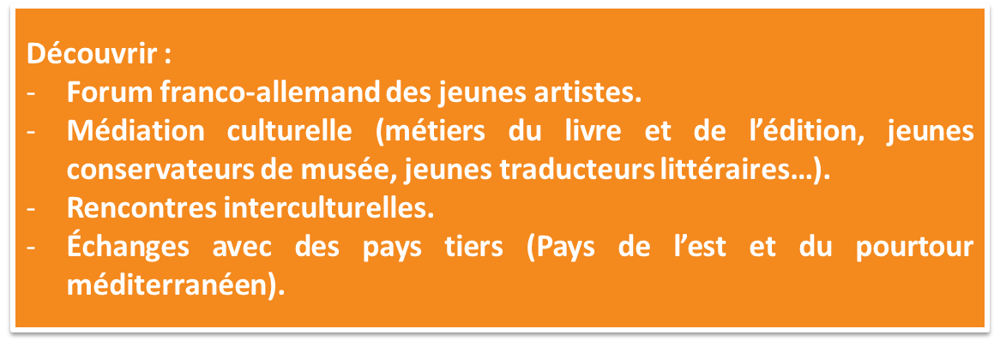 Découvrir :
- Forum franco-allemand des jeunes artistes.
- Médiation culturelle (métiers du livre et de l’édition, jeunes
conservateurs de musée, jeunes traducteurs littéraires…).
- Rencontres interculturelles.
- Échanges avec des pays tiers (Pays de l’est et du pourtour
méditerranéen).